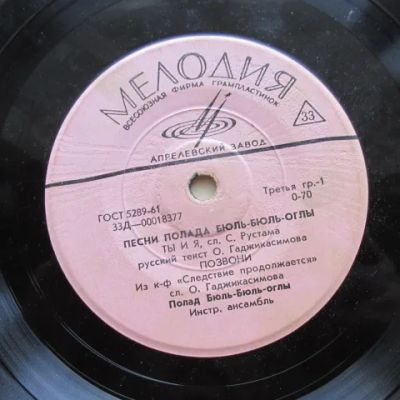 МЕЛОДИЯ
ВСЕСОЮЗНАЯ ФИРМА ГРАМПЛАСТИНОК
33
АПРЕЛЕВСКИЙ ЗАВОД
ГОСТ 5289-61
33Д—00018377
Третья гр.-1
0-70
ПЕСНИ ПОЛАДА БЮЛЬ-БЮЛЬ-ОГЛЫ
ТЫ И Я, сл. С. Рустама
русский текст О. Гаджикасимова
ПОЗВОНИ
Из к-ф «Следствие продолжается»
сл. О. Гаджикасимова
Полад Бюль-Бюль-оглы
Инстр. ансамбль